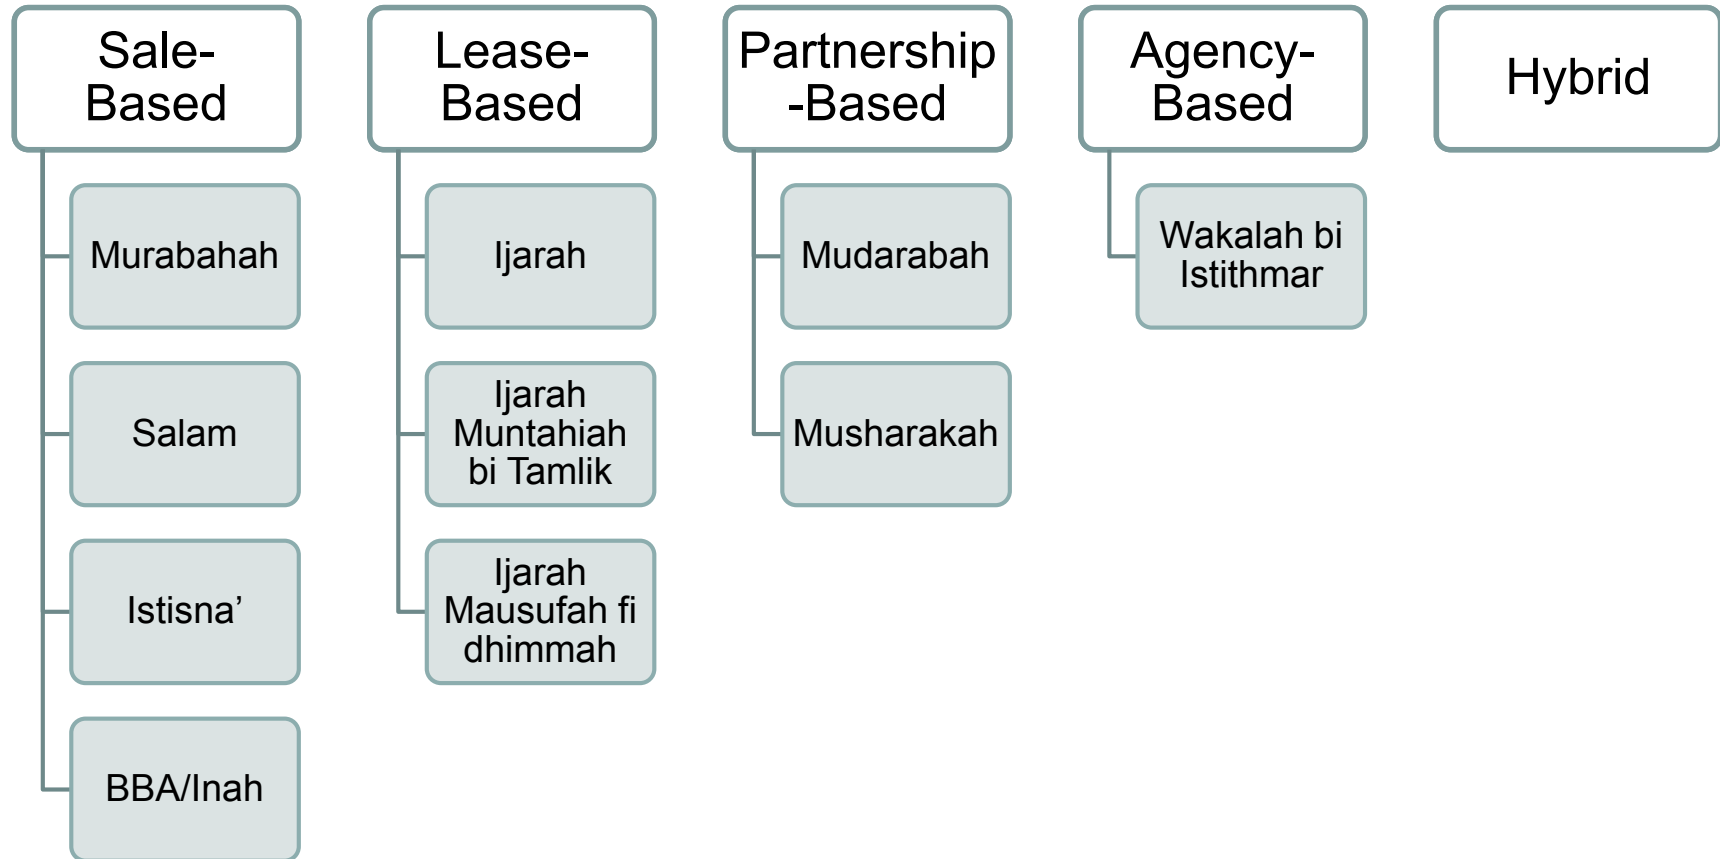 Sale-
Based
Murabahah
Salam
Istisna’
BBA/Inah
Lease-
Based
Ijarah
Ijarah
Muntahiah
bi Tamlik
Ijarah
Mausufah fi
dhimmah
Partnership
-Based
Mudarabah
Musharakah
Agency-
Based
Wakalah bi
Istithmar
Hybrid